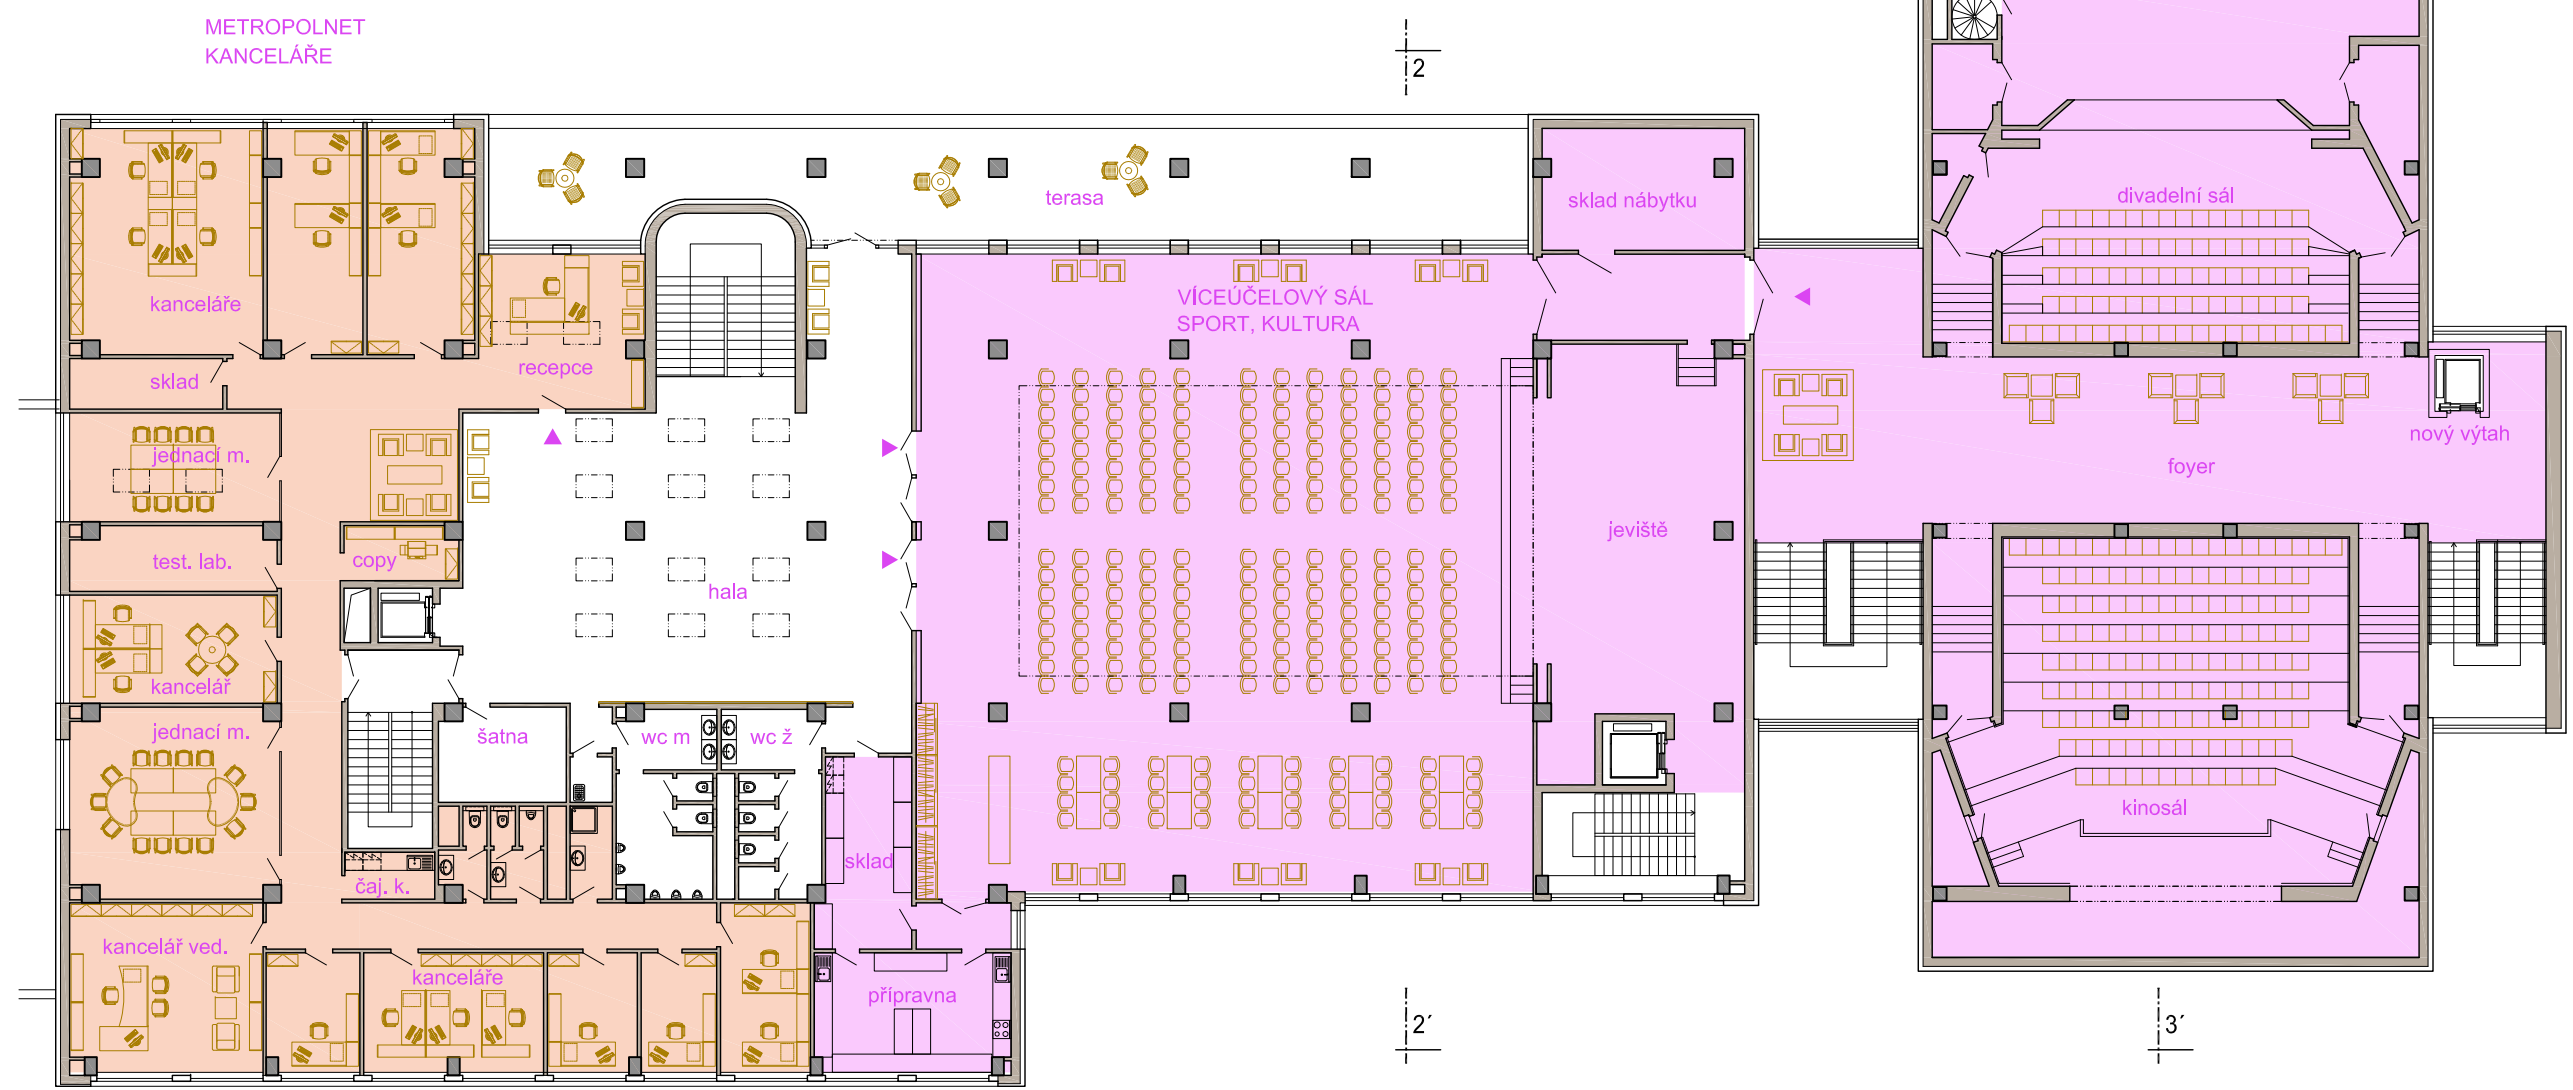 METROPOLNET
KANCELÁŘE
2
terasa
sklad nábytku
divadelní sál
kanceláře
VÍCEÚČELOVÝ SÁL
SPORT, KULTURA
recepce
sklad
jednací m.
nový výtah
foyer
jeviště
test. lab.
copy
hala
kancelář
jednací m.
šatna
wc m
wc ž
kinosál
sklad
čaj. k.
kancelář ved.
kanceláře
přípravna
2´
3´